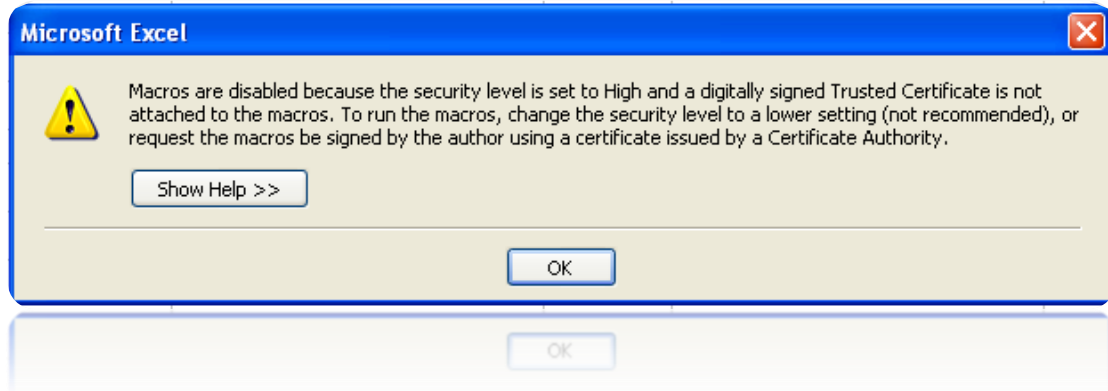 Microsoft Excel
Macros are disabled because the security level is set to High and a digitally signed Trusted Certificate is not
attached to the macros. To run the macros, change the security level to a lower setting (not recommended), or
request the macros be signed by the author using a certificate issued by a Certificate Authority.
Show Help >>
OK
OK